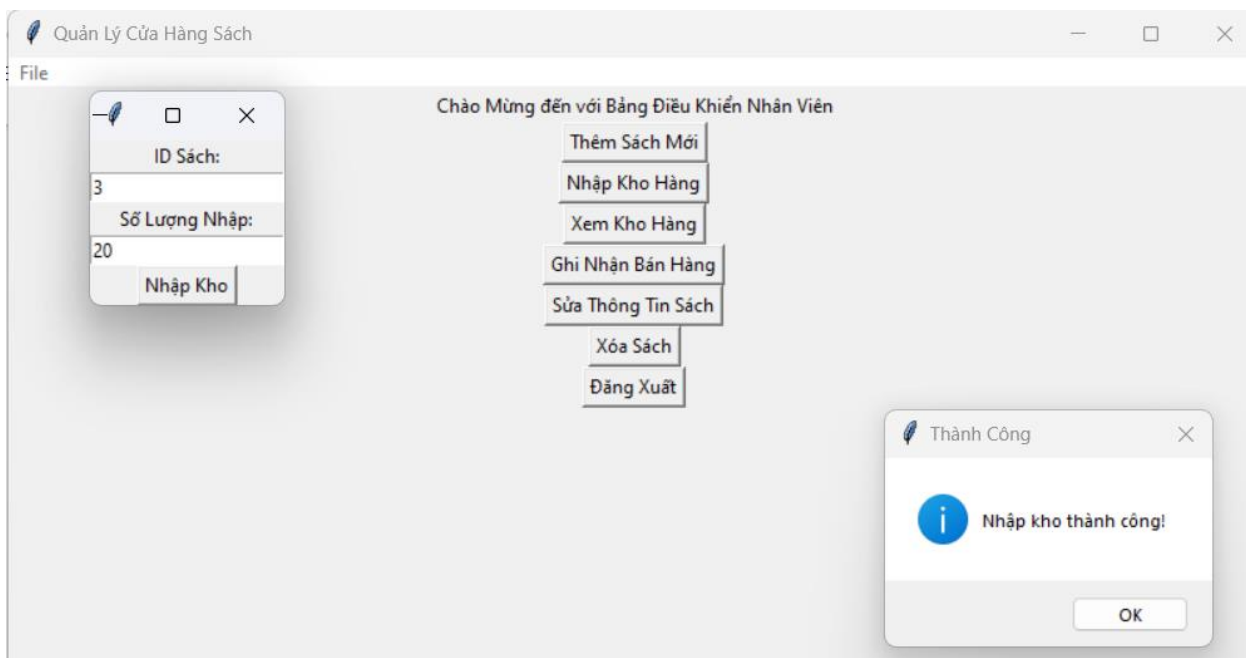 Quản Lý Cửa Hàng Sách
File
Chào Mừng đến với Bảng Điều Khiển Nhân Viên
Thêm Sách Mới
Nhập Kho Hàng
Xem Kho Hàng
Ghi Nhận Bán Hàng
Sửa Thông Tin Sách
Xóa Sách
Đăng Xuất
ID Sách:
3
Số Lượng Nhập:
20
Nhập Kho
Thành Công
Nhập kho thành công!
OK